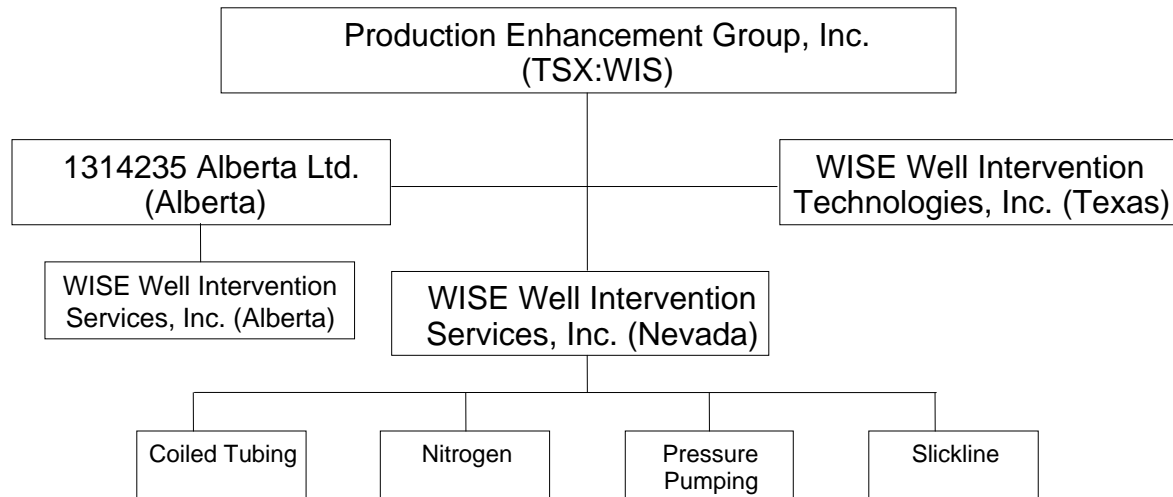 Production Enhancement Group, Inc.
(TSX:WIS)
1314235 Alberta Ltd.
(Alberta)
WISE Well Intervention
Technologies, Inc. (Texas)
WISE Well Intervention
Services, Inc. (Alberta)
WISE Well Intervention
Services, Inc. (Nevada)
Coiled Tubing
Nitrogen
Pressure
Pumping
Slickline